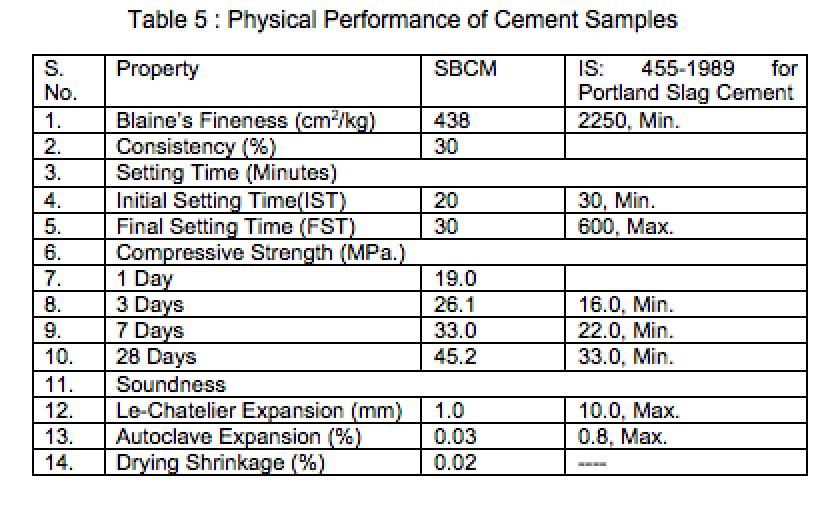 Table 5 : Physical Performance of Cement Samples
S. No. Property SBCM IS: 455-1989 for Portland Slag Cement
1. Blaine's Fineness (cm²/kg) 438 2250, Min.
2. Consistency (%) 30
3. Setting Time (Minutes)
4. Initial Setting Time(IST) 20 30, Min.
5. Final Setting Time (FST) 30 600, Max.
6. Compressive Strength (MPa.)
7. 1 Day 19.0
8. 3 Days 26.1 16.0, Min.
9. 7 Days 33.0 22.0, Min.
10. 28 Days 45.2 33.0, Min.
11. Soundness
12. Le-Chatelier Expansion (mm) 1.0 10.0, Max.
13. Autoclave Expansion (%) 0.03 0.8, Max.
14. Drying Shrinkage (%) 0.02 ----